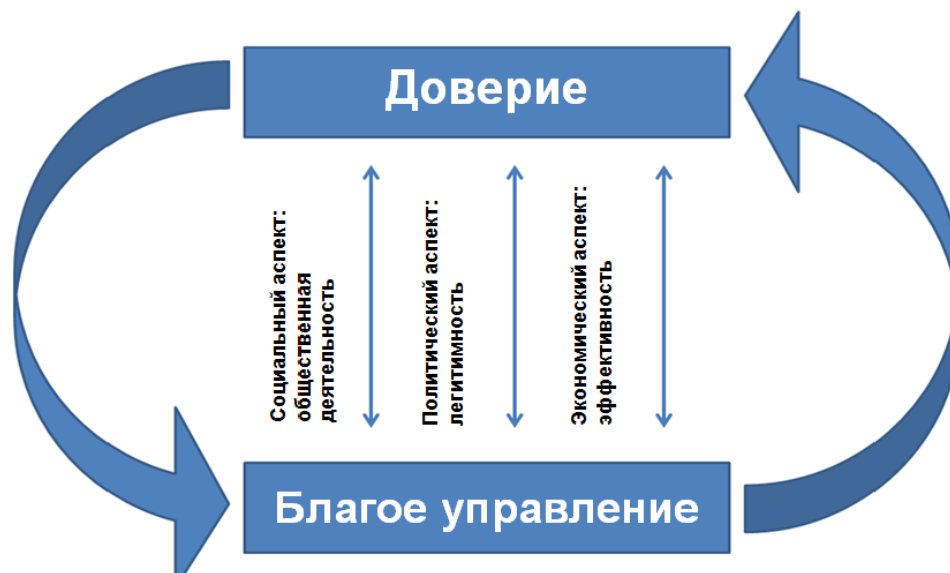 Доверие
Социальный аспект:
общественная
деятельность
Политический аспект:
легитимность
Экономический аспект:
эффективность
Благое управление